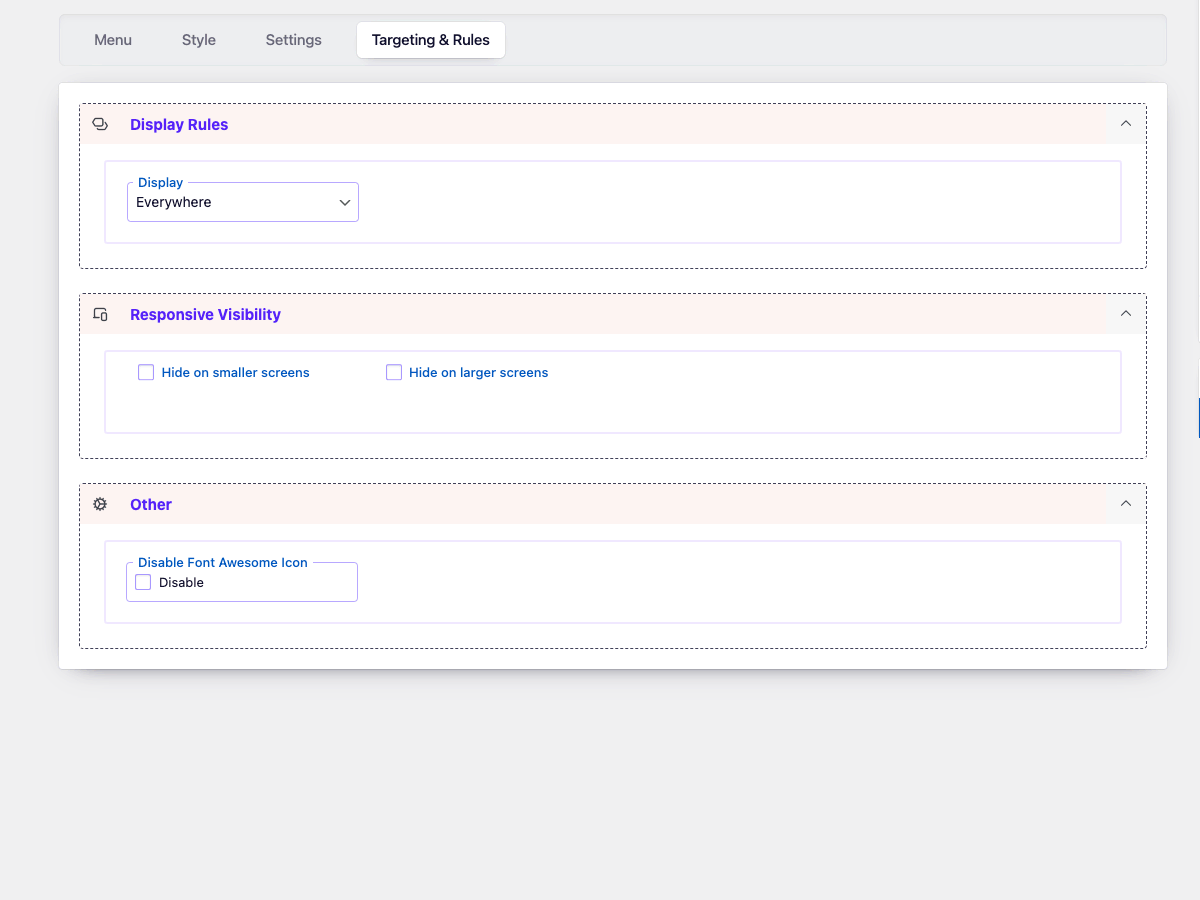 Menu Style Settings Targeting & Rules
Display Rules
Display
Everywhere
Responsive Visibility
Hide on smaller screens Hide on larger screens
Other
Disable Font Awesome Icon
Disable